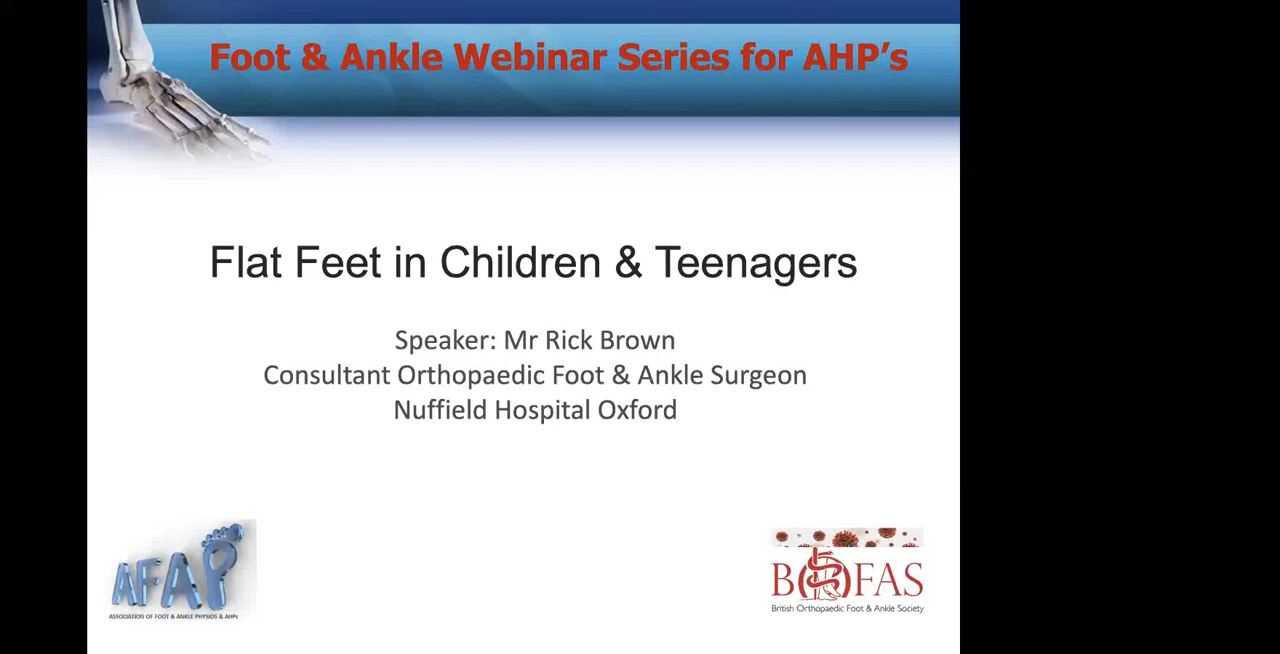 Foot & Ankle Webinar Series for AHP’s
Flat Feet in Children & Teenagers
Speaker: Mr Rick Brown
Consultant Orthopaedic Foot & Ankle Surgeon
Nuffield Hospital Oxford
AFAP
ASSOCIATION OF FOOT & ANKLE PHYSIOS & AHPs
BOFAS
British Orthopaedic Foot & Ankle Society